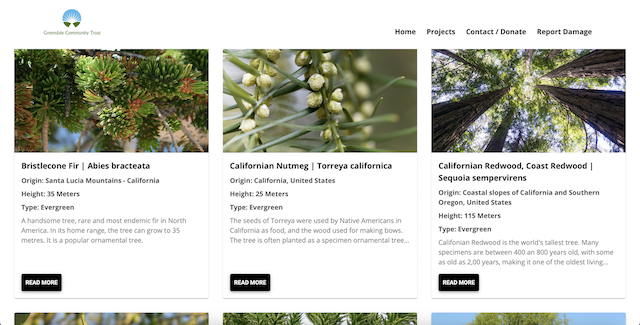 Greendale Community Trust
Home Projects Contact / Donate Report Damage
Bristlecone Fir | Abies bracteata
Origin: Santa Lucia Mountains - California
Height: 35 Meters
Type: Evergreen
A handsome tree, rare and most endemic fir in North
America. In its home range, the tree can grow to 35
metres. It is a popular ornamental tree.
READ MORE
Californian Nutmeg | Torreya californica
Origin: California, United States
Height: 25 Meters
Type: Evergreen
The seeds of Torreya were used by Native Americans in
California as food, and the wood used for making bows.
The tree is often planted as a specimen ornamental tree...
READ MORE
Californian Redwood, Coast Redwood |
Sequoia sempervirens
Origin: Coastal slopes of California and Southern
Oregon, United States
Height: 115 Meters
Type: Evergreen
Califonian Redwood is the world's tallest tree. Many
specimens are between 400 an 800 years old, with some
as old as 2,00 years, making it one of the oldest living...
READ MORE